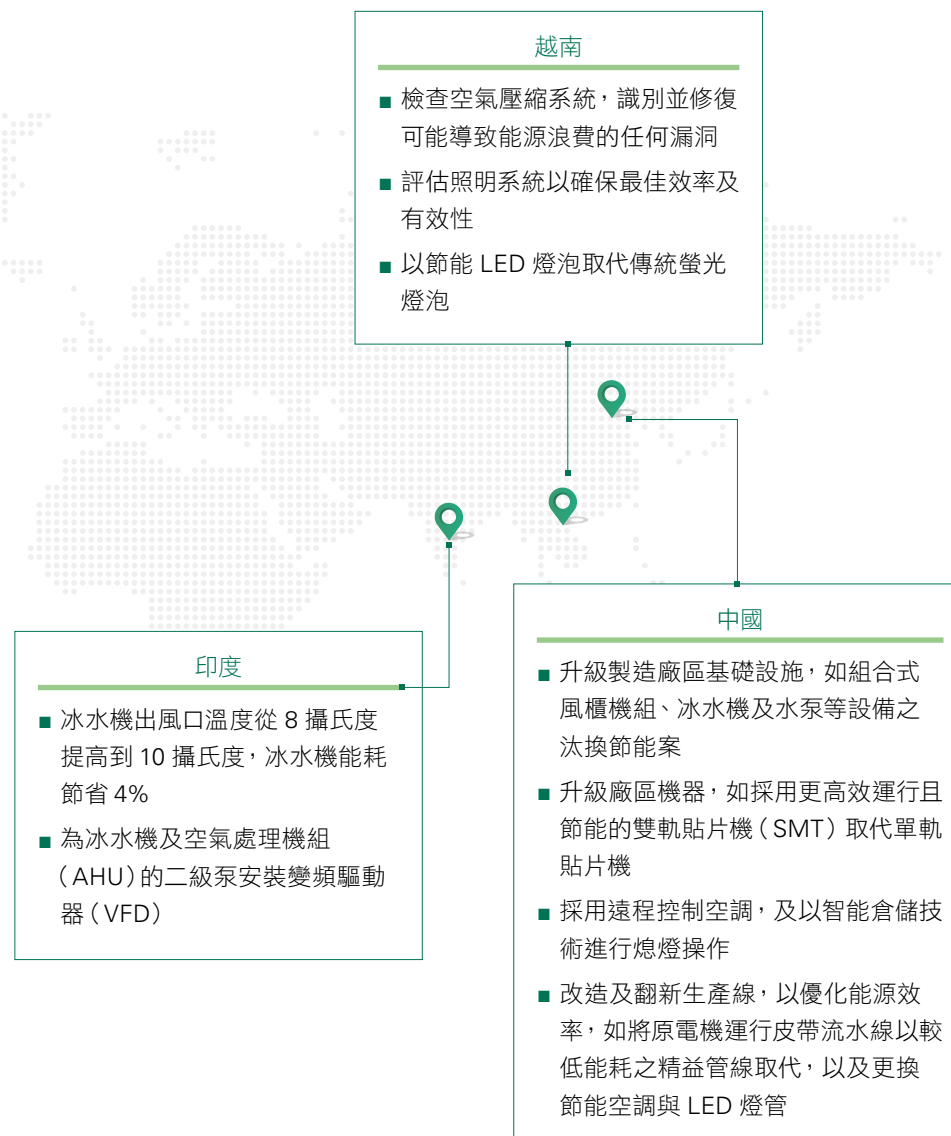 越南
■ 檢查空氣壓縮系統，識別並修復
可能導致能源浪費的任何漏洞
■ 評估照明系統以確保最佳效率及
有效性
■ 以節能 LED 燈泡取代傳統螢光
燈泡
印度
■ 冰水機出風口溫度從 8 攝氏度
提高到 10 攝氏度，冰水機能耗
節省 4%
■ 為冰水機及空氣處理機組
（AHU）的二級泵安裝變頻驅動
器（VFD）
中國
■ 升級製造廠區基礎設施，如組合式
風櫃機組、冰水機及水泵等設備之
汰換節能案
■ 升級廠區機器，如採用更高效運行且
節能的雙軌貼片機（SMT）取代單軌
貼片機
■ 採用遠程控制空調，及以智能倉儲技
術進行熄燈操作
■ 改造及翻新生產線，以優化能源效
率，如將原電機運行皮帶流水線以較
低能耗之精益管線取代，以及更換
節能空調與 LED 燈管